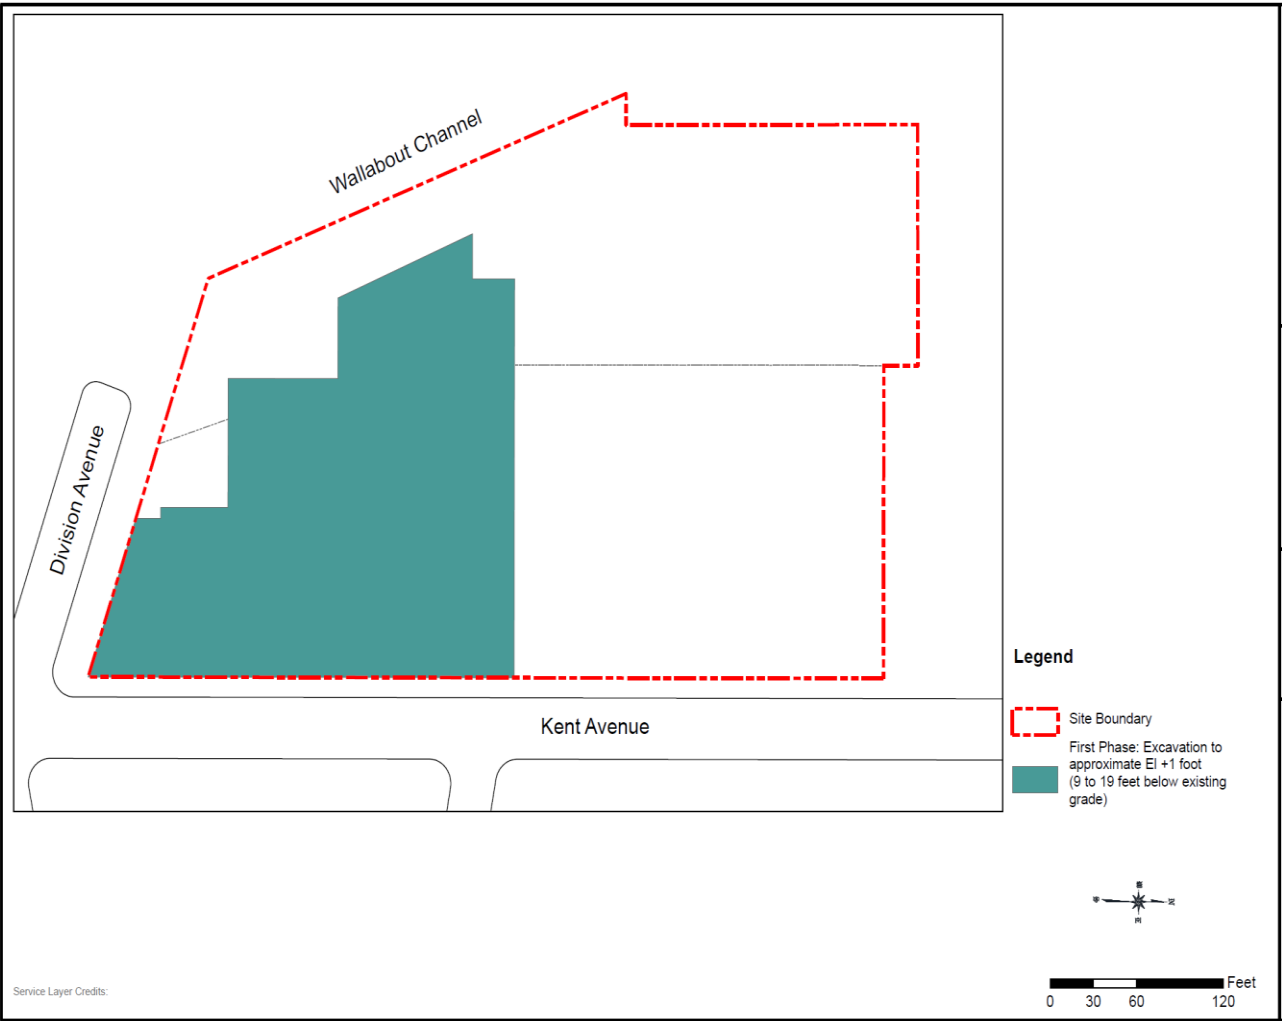 Wallabout Channel
Division Avenue
Kent Avenue
Legend
Site Boundary
First Phase: Excavation to
approximate El +1 foot
(9 to 19 feet below existing
grade)
N
E
Service Layer Credits:
Feet
0 30 60 120